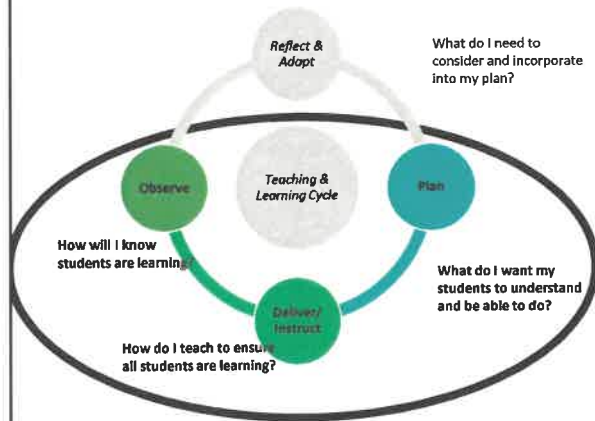 Reflect &
Adapt
What do I need to
consider and incorporate
into my plan?
Observe
Teaching &
Learning Cycle
Plan
How will I know
students are learning?
What do I want my
students to understand
and be able to do?
Deliver/
Instruct
How do I teach to ensure
all students are learning?